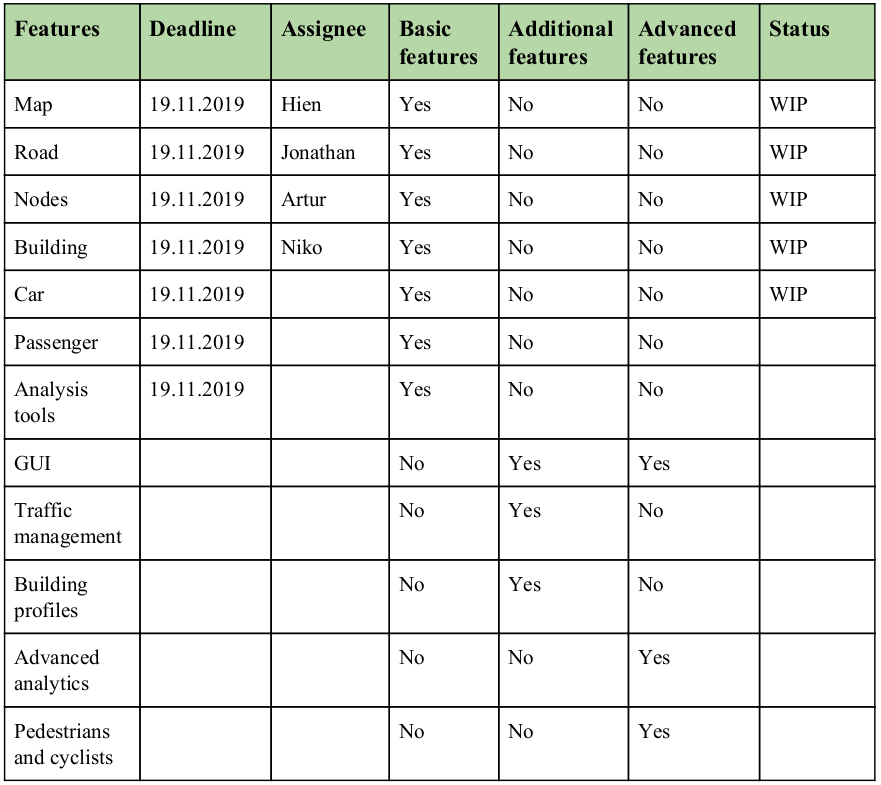 Features Deadline Assignee Basic features Additional features Advanced features Status
Map 19.11.2019 Hien Yes No No WIP
Road 19.11.2019 Jonathan Yes No No WIP
Nodes 19.11.2019 Artur Yes No No WIP
Building 19.11.2019 Niko Yes No No WIP
Car 19.11.2019 Yes No No WIP
Passenger 19.11.2019 Yes No No
Analysis tools 19.11.2019 Yes No No
GUI No Yes Yes
Traffic management No Yes No
Building profiles No Yes No
Advanced analytics No No Yes
Pedestrians and cyclists No No Yes